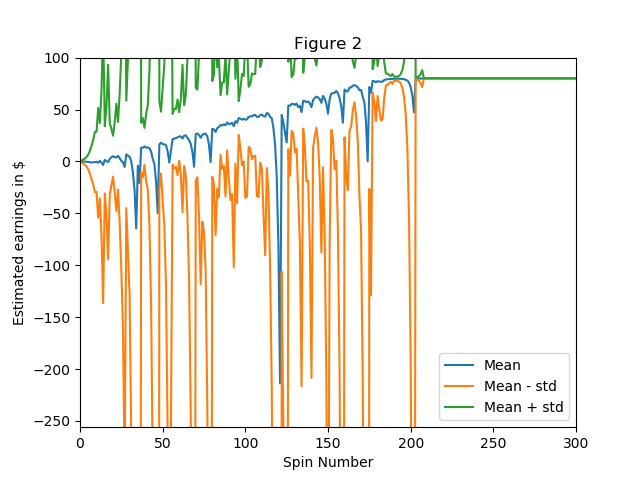 Figure 2
Estimated earnings in $
100
50
0
−50
−100
−150
−200
−250
0 50 100 150 200 250 300
Spin Number
Mean
Mean - std
Mean + std